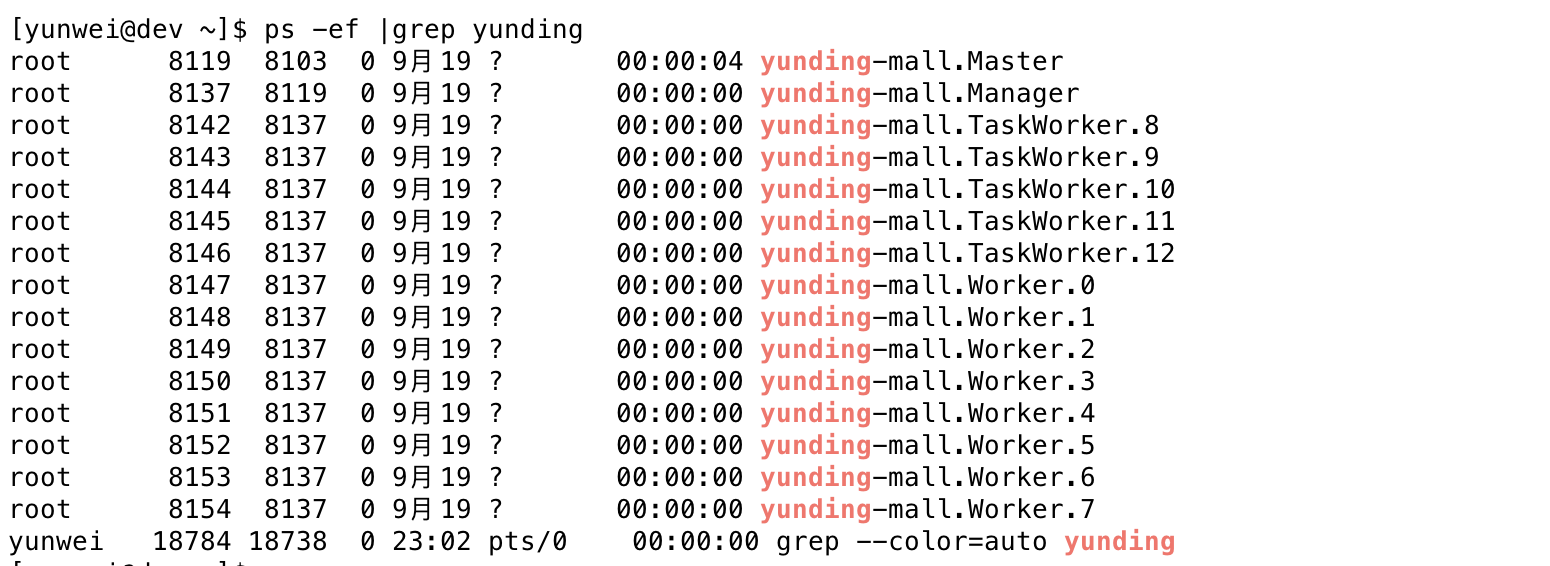 [yunwei@dev ~]$ ps -ef |grep yunding
root      8119  8103  0 9月19 ?       00:00:04 yunding-mall.Master
root      8137  8119  0 9月19 ?       00:00:00 yunding-mall.Manager
root      8142  8137  0 9月19 ?       00:00:00 yunding-mall.TaskWorker.8
root      8143  8137  0 9月19 ?       00:00:00 yunding-mall.TaskWorker.9
root      8144  8137  0 9月19 ?       00:00:00 yunding-mall.TaskWorker.10
root      8145  8137  0 9月19 ?       00:00:00 yunding-mall.TaskWorker.11
root      8146  8137  0 9月19 ?       00:00:00 yunding-mall.TaskWorker.12
root      8147  8137  0 9月19 ?       00:00:00 yunding-mall.Worker.0
root      8148  8137  0 9月19 ?       00:00:00 yunding-mall.Worker.1
root      8149  8137  0 9月19 ?       00:00:00 yunding-mall.Worker.2
root      8150  8137  0 9月19 ?       00:00:00 yunding-mall.Worker.3
root      8151  8137  0 9月19 ?       00:00:00 yunding-mall.Worker.4
root      8152  8137  0 9月19 ?       00:00:00 yunding-mall.Worker.5
root      8153  8137  0 9月19 ?       00:00:00 yunding-mall.Worker.6
root      8154  8137  0 9月19 ?       00:00:00 yunding-mall.Worker.7
yunwei   18784 18738  0 23:02 pts/0    00:00:00 grep --color=auto yunding